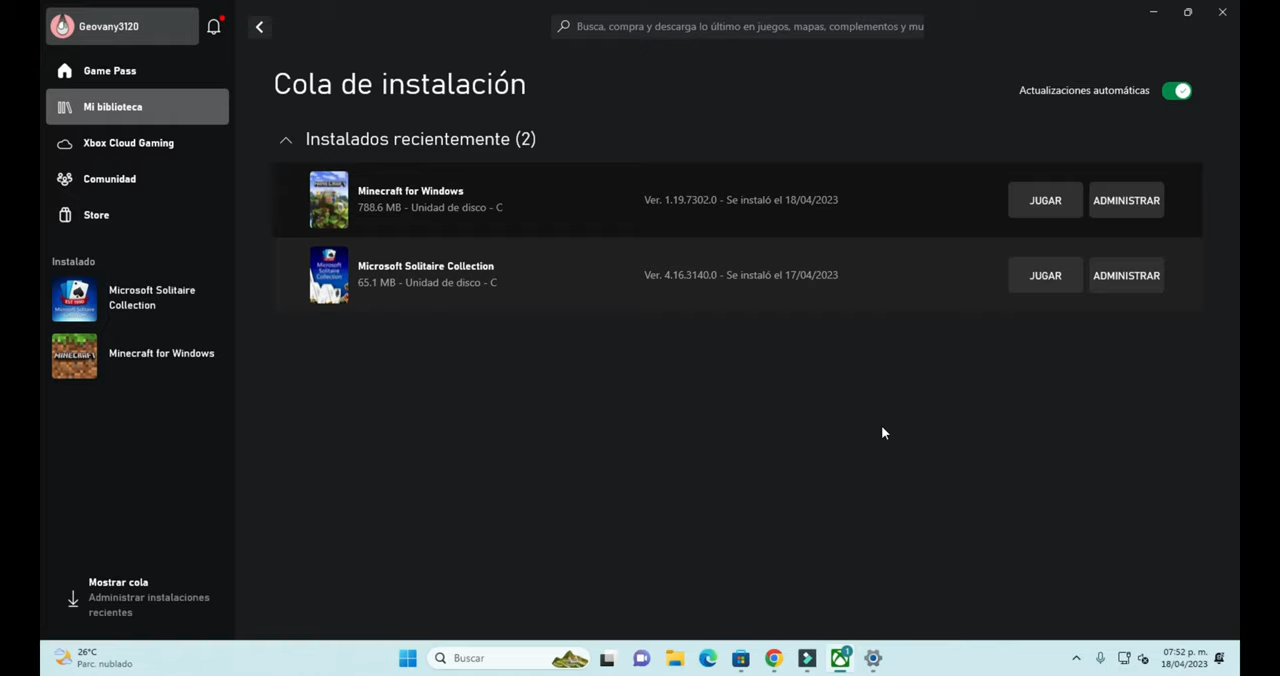 Geovany3120
Busca, compra y descarga lo último en juegos, mapas, complementos y mu
Game Pass
Mi biblioteca
Xbox Cloud Gaming
Comunidad
Store
Instalado
Microsoft Solitaire
Collection
Minecraft for Windows
Mostrar cola
Administrar instalaciones
recientes
Cola de instalación
Actualizaciones automáticas
Instalados recientemente (2)
Minecraft for Windows
788.6 MB - Unidad de disco - C
Ver. 1.19.7302.0 - Se instaló el 18/04/2023
JUGAR
ADMINISTRAR
Microsoft Solitaire Collection
65.1 MB - Unidad de disco - C
Ver. 4.16.3140.0 - Se instaló el 17/04/2023
JUGAR
ADMINISTRAR
26°C
Parc. nublado
Buscar
1
07:52 p. m.
18/04/2023